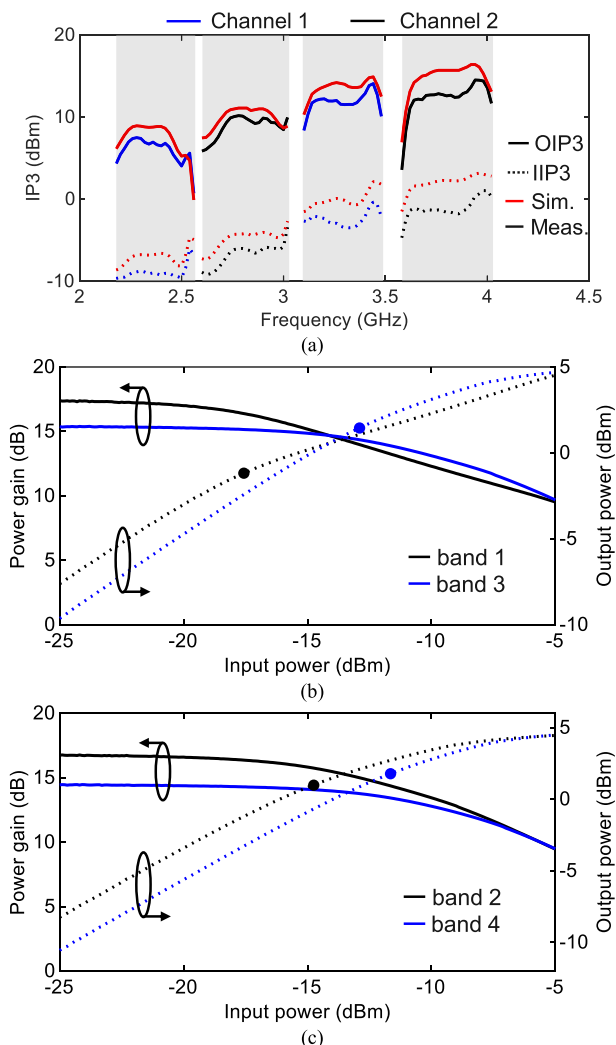 Channel 1 Channel 2
20
10
0
-10
IP3 (dBm)
OIP3
IIP3
Sim.
Meas.
2 2.5 3 3.5 4 4.5
Frequency (GHz)
(a)
20 5
15 0
10
5 -5
0 -10
Power gain (dB)
Output power (dBm)
band 1
band 3
-25 -20 -15 -10 -5
Input power (dBm)
(b)
20
5
15
0
10
-5
5
-10
0
Power gain (dB)
Output power (dBm)
band 2
band 4
-25 -20 -15 -10 -5
Input power (dBm)
(c)